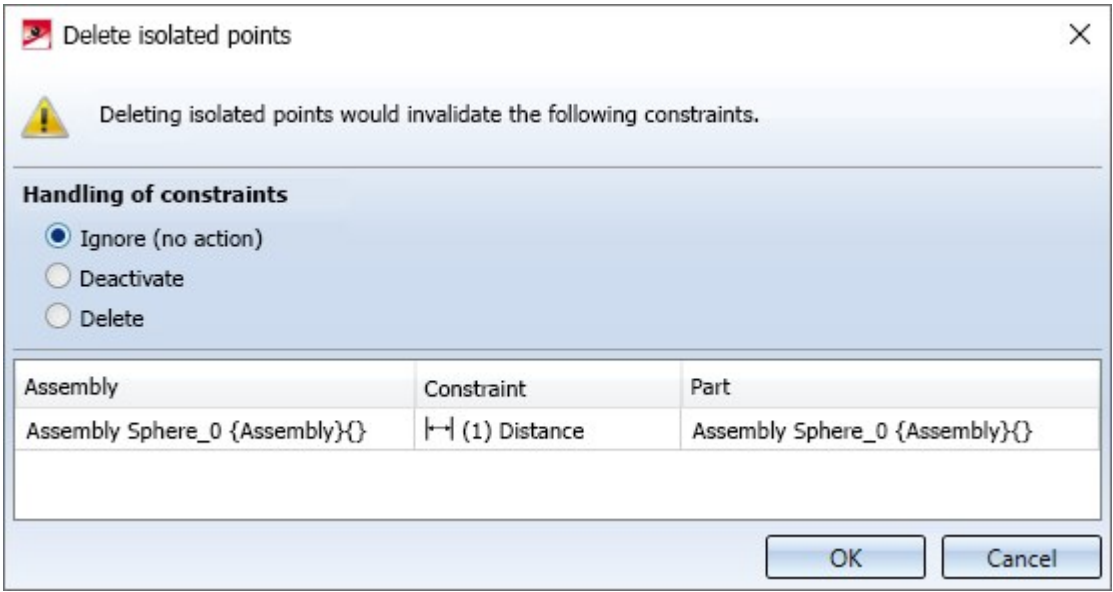 Delete isolated points
Deleting isolated points would invalidate the following constraints.
Handling of constraints
Ignore (no action)
Deactivate
Delete
Assembly Constraint Part
Assembly Sphere_0 {Assembly}{} (1) Distance Assembly Sphere_0 {Assembly}{}
OK Cancel